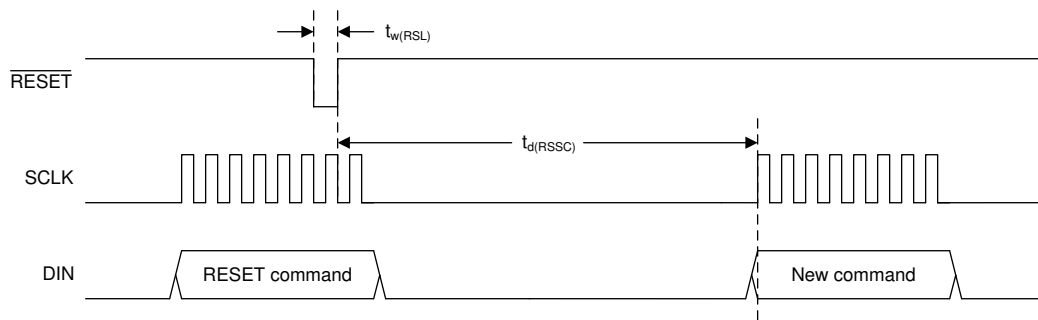 t_w(RSL)
RESET
t_d(RSSC)
SCLK
DIN
RESET command
New command